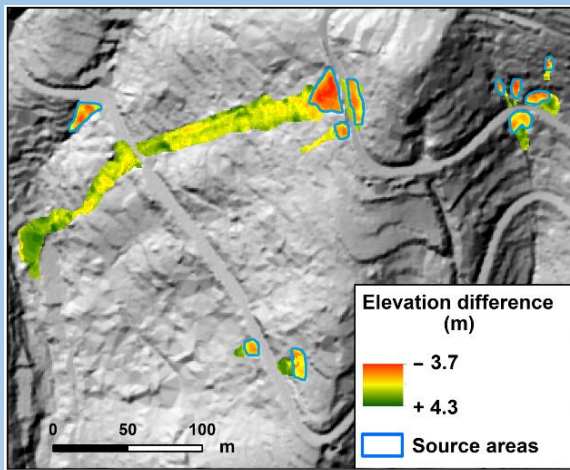 Elevation difference
(m)
– 3.7
+ 4.3
Source areas
0 50 100
m